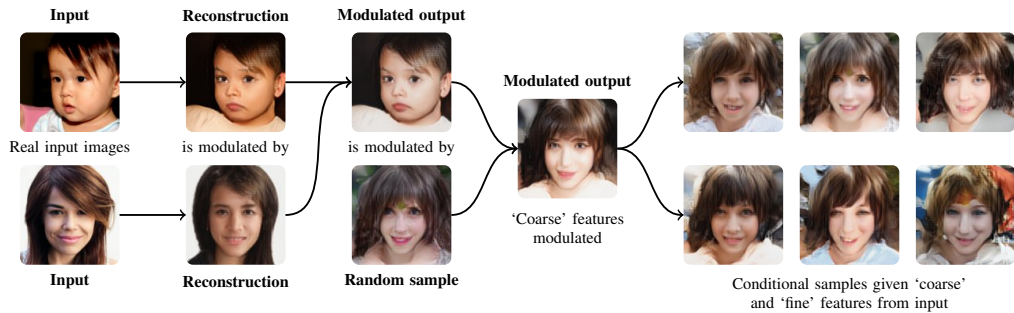 Input
Reconstruction
Modulated output
Modulated output
Real input images
is modulated by
is modulated by
‘Coarse’ features
modulated
Input
Reconstruction
Random sample
Conditional samples given ‘coarse’
and ‘fine’ features from input